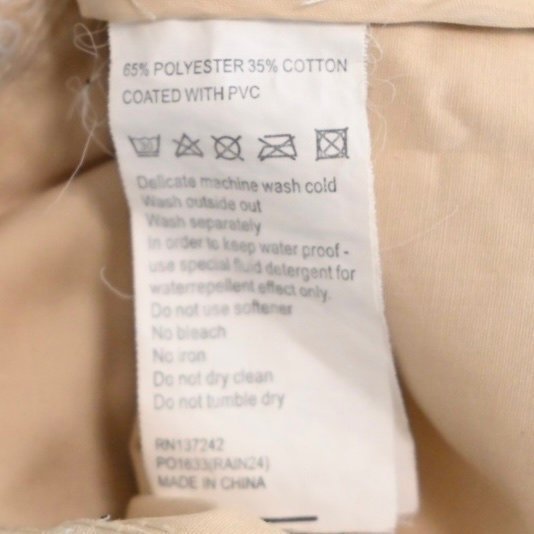 65% POLYESTER 35% COTTON
COATED WITH PVC
30
Delicate machine wash cold
Wash outside out
Wash separately
In order to keep water proof -
use special fluid detergent for
waterrepellent effect only.
Do not use softener
No bleach
No iron
Do not dry clean
Do not tumble dry
RN137242
PO1633(RAIN24)
MADE IN CHINA